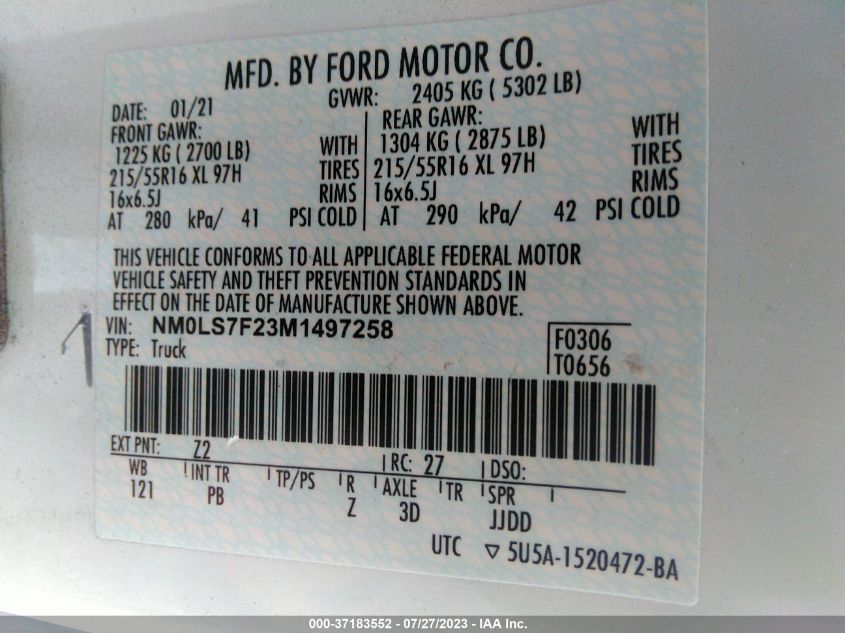 MFD. BY FORD MOTOR CO.
DATE: 01/21 GVWR: 2405 KG ( 5302 LB)
FRONT GAWR:
1225 KG ( 2700 LB) WITH
215/55R16 XL 97H TIRES
16x6.5J RIMS
AT 280 kPa/ 41 PSI COLD
REAR GAWR:
1304 KG ( 2875 LB) WITH
215/55R16 XL 97H TIRES
16x6.5J RIMS
AT 290 kPa/ 42 PSI COLD
THIS VEHICLE CONFORMS TO ALL APPLICABLE FEDERAL MOTOR
VEHICLE SAFETY AND THEFT PREVENTION STANDARDS IN
EFFECT ON THE DATE OF MANUFACTURE SHOWN ABOVE.
VIN: NM0LS7F23M1497258
TYPE: Truck
F0306
T0656
EXT PNT: Z2 RC: 27 DSO:
WB INT TR TP/PS R AXLE TR SPR
121 PB Z 3D JJDD
UTC ▽ 5U5A-1520472-BA
000-37183552 - 07/27/2023 - IAA Inc.